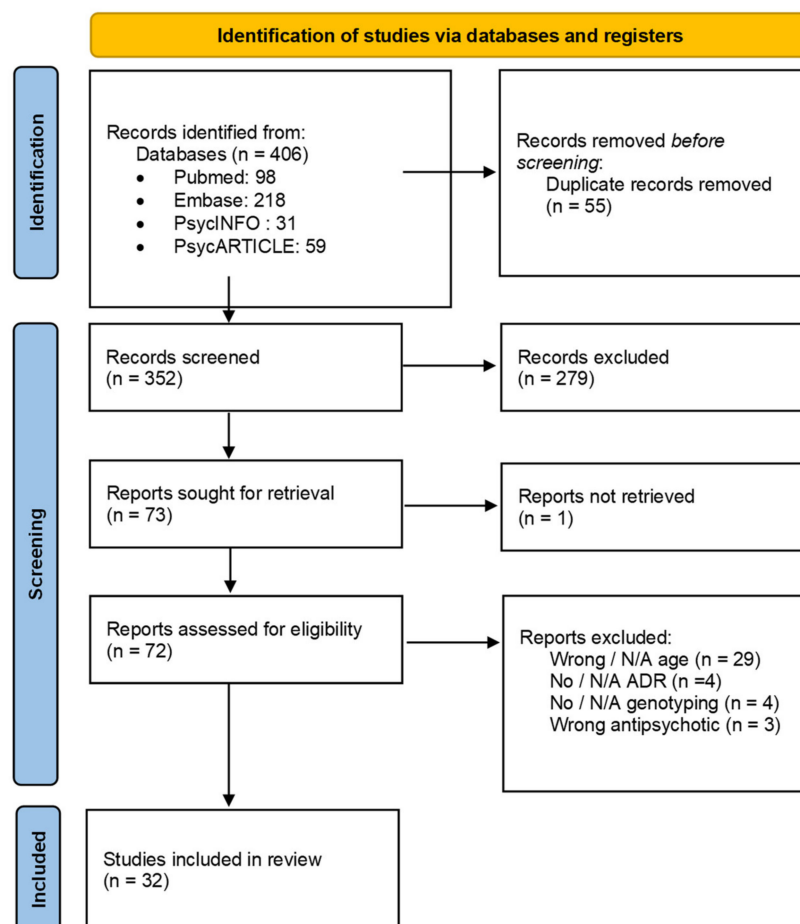 Identification of studies via databases and registers
Identification
Records identified from:
Databases (n = 406)
• Pubmed: 98
• Embase: 218
• PsycINFO : 31
• PsycARTICLE: 59
Records removed before
screening:
Duplicate records removed
(n = 55)
Screening
Records screened
(n = 352)
Records excluded
(n = 279)
Reports sought for retrieval
(n = 73)
Reports not retrieved
(n = 1)
Reports assessed for eligibility
(n = 72)
Reports excluded:
Wrong / N/A age (n = 29)
No / N/A ADR (n =4)
No / N/A genotyping (n = 4)
Wrong antipsychotic (n = 3)
Included
Studies included in review
(n = 32)